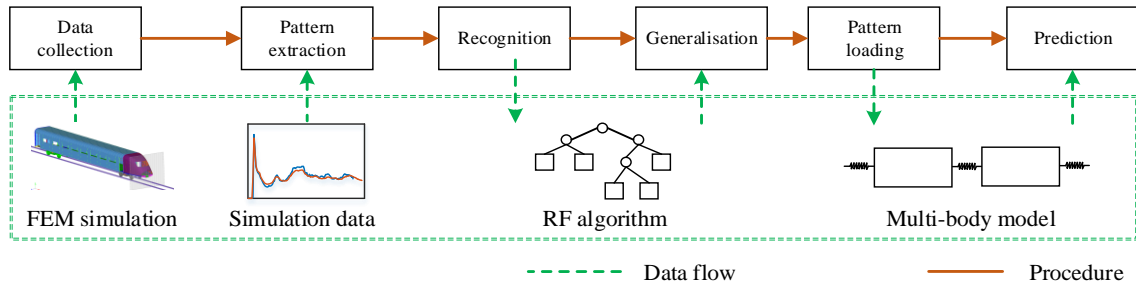 Data
collection
Pattern
extraction
Recognition
Generalisation
Pattern
loading
Prediction
FEM simulation
Simulation data
RF algorithm
Multi-body model
Data flow
Procedure